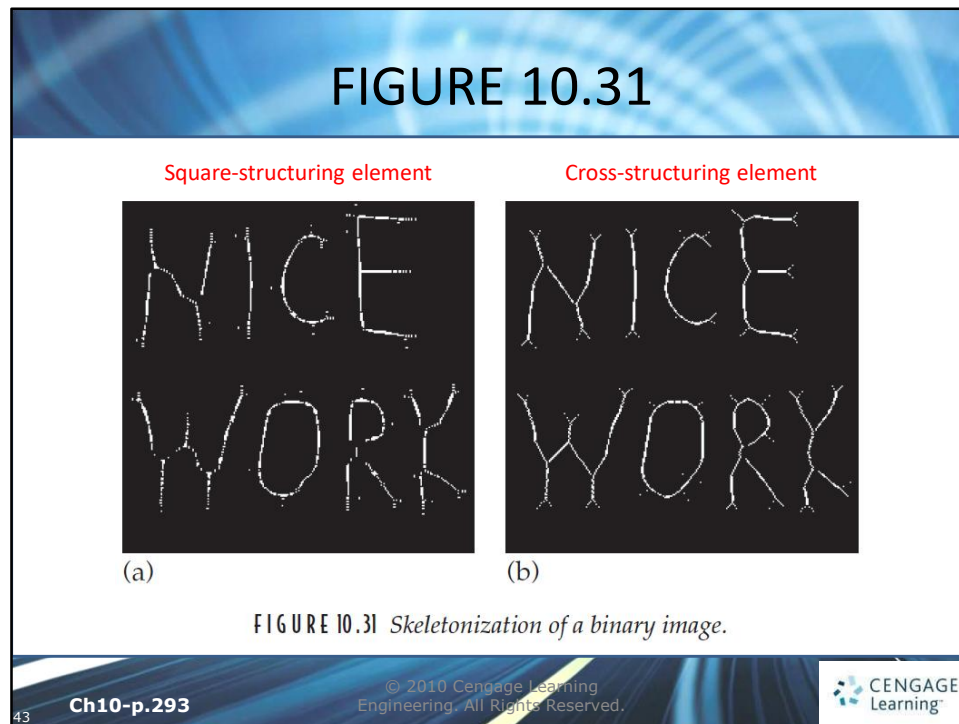 FIGURE 10.31
Square-structuring element
Cross-structuring element
NICE
WORK
NICE
WORK
(a)
(b)
FIGURE 10.31 Skeletonization of a binary image.
43
Ch10-p.293
© 2010 Cengage Learning
Engineering. All Rights Reserved.
CENGAGE
Learning™